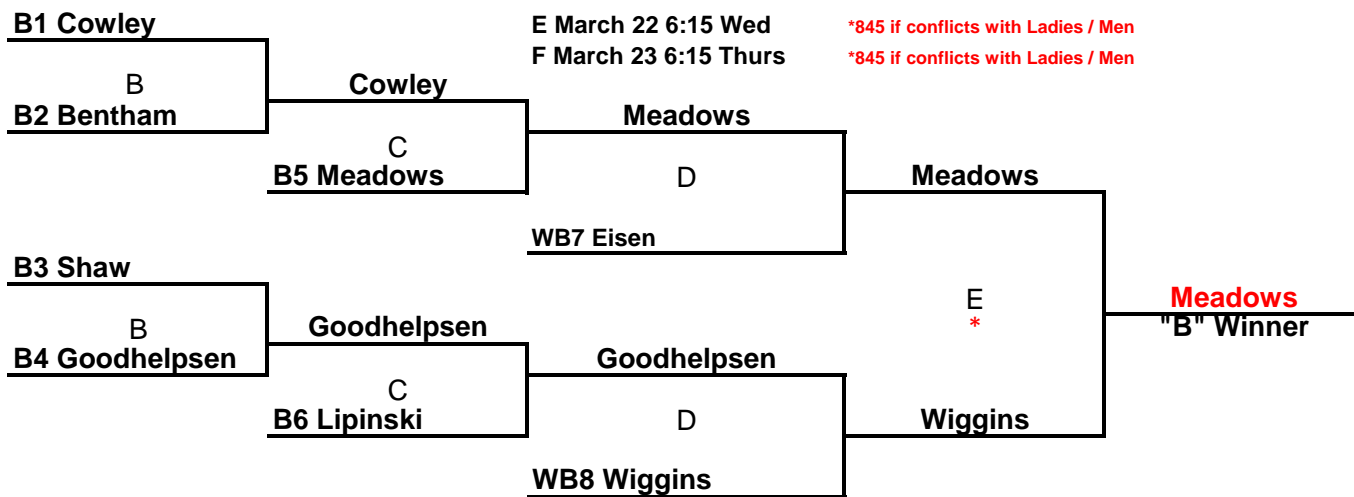 B1 Cowley
E March 22 6:15 Wed *845 if conflicts with Ladies / Men
F March 23 6:15 Thurs *845 if conflicts with Ladies / Men
B
Cowley
B2 Bentham
Meadows
C
B5 Meadows
D
Meadows
WB7 Eisen
B3 Shaw
E
*
Meadows
"B" Winner
B
Goodhelpsen
B4 Goodhelpsen
Goodhelpsen
C
B6 Lipinski
D
Wiggins
WB8 Wiggins